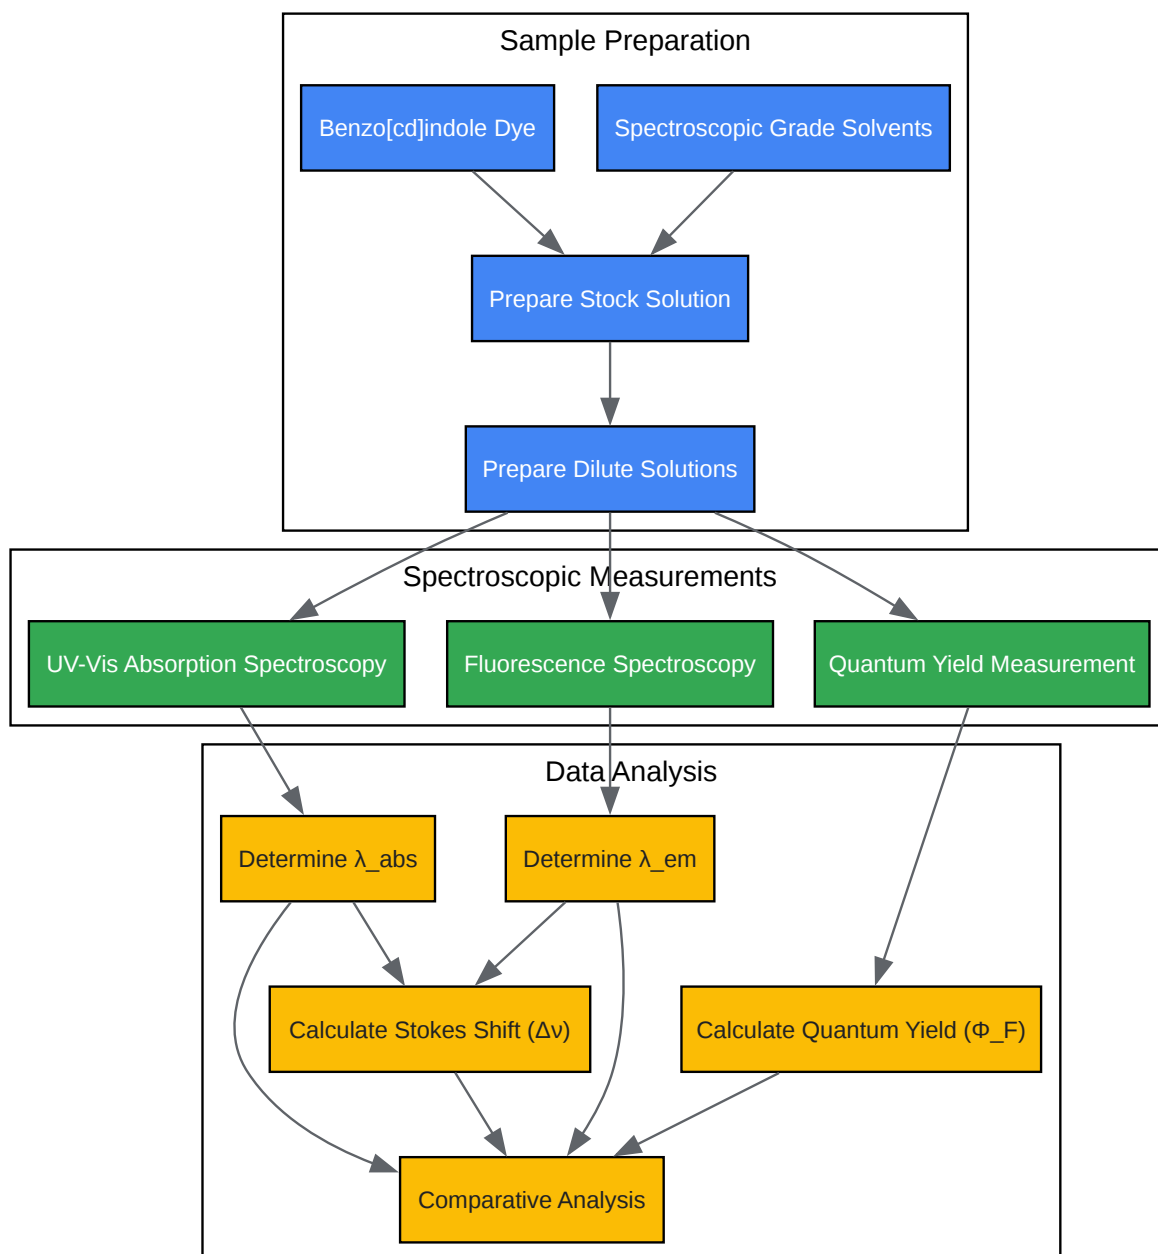 Sample Preparation
Benzo[cd]indole Dye
Spectroscopic Grade Solvents
Prepare Stock Solution
Prepare Dilute Solutions
Spectroscopic Measurements
UV-Vis Absorption Spectroscopy
Fluorescence Spectroscopy
Quantum Yield Measurement
Data Analysis
Determine λ_abs
Determine λ_em
Calculate Stokes Shift (Δν)
Calculate Quantum Yield (Φ_F)
Comparative Analysis